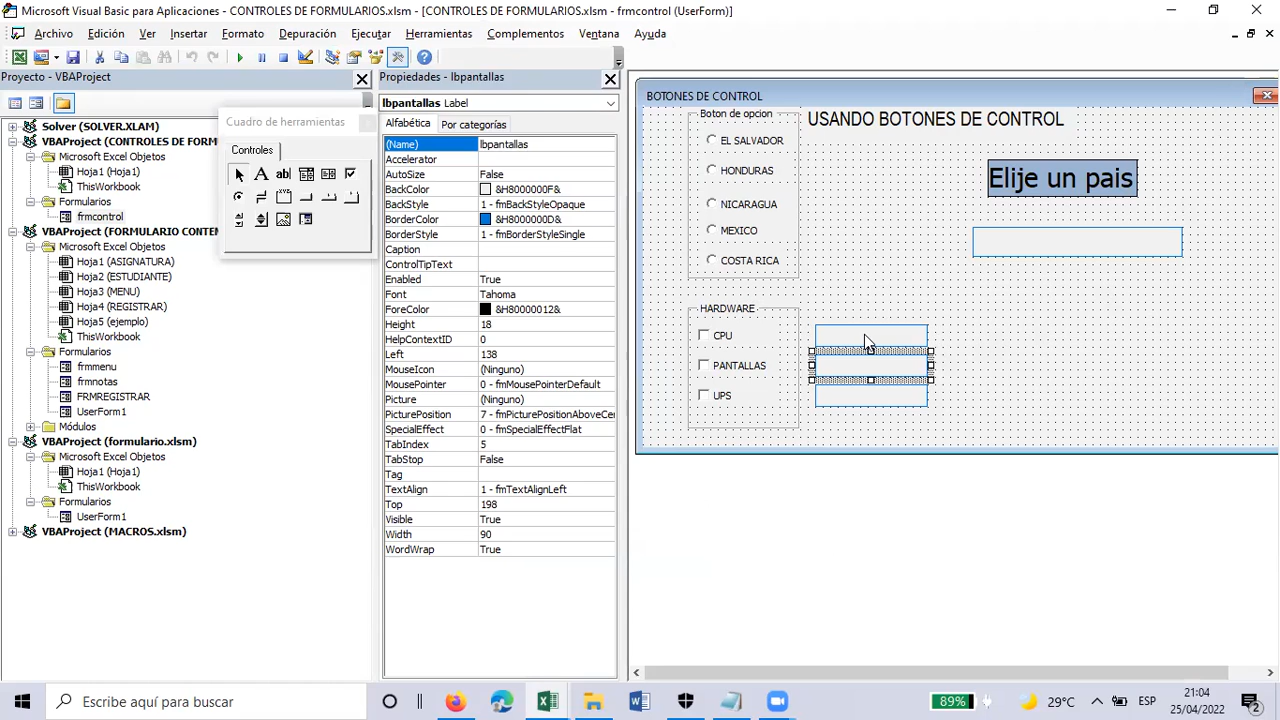 Microsoft Visual Basic para Aplicaciones - CONTROLES DE FORMULARIOS.xlsm - [CONTROLES DE FORMULARIOS.xlsm - frmcontrol (UserForm)]
Archivo Edición Ver Insertar Formato Depuración Ejecutar Herramientas Complementos Ventana Ayuda
Proyecto - VBAProject
Solver (SOLVER.XLAM)
VBAProject (CONTROLES DE FORM
Microsoft Excel Objetos
Hoja1 (Hoja1)
ThisWorkbook
Formularios
frmcontrol
VBAProject (FORMULARIO CONTEN
Microsoft Excel Objetos
Hoja1 (ASIGNATURA)
Hoja2 (ESTUDIANTE)
Hoja3 (MENU)
Hoja4 (REGISTRAR)
Hoja5 (ejemplo)
ThisWorkbook
Formularios
frmmenu
frmnotas
FRMREGISTRAR
UserForm1
Módulos
VBAProject (formulario.xlsm)
Microsoft Excel Objetos
Hoja1 (Hoja1)
ThisWorkbook
Formularios
UserForm1
VBAProject (MACROS.xlsm)
Cuadro de herramientas
Controles
A abl
Propiedades - lbpantallas
lbpantallas Label
Alfabética Por categorías
(Name) lbpantallas
Accelerator
AutoSize False
BackColor &H8000000F&
BackStyle 1 - fmBackStyleOpaque
BorderColor &H8000000D&
BorderStyle 1 - fmBorderStyleSingle
Caption
ControlTipText
Enabled True
Font Tahoma
ForeColor &H80000012&
Height 18
HelpContextID 0
Left 138
MouseIcon (Ninguno)
MousePointer 0 - fmMousePointerDefault
Picture (Ninguno)
PicturePosition 7 - fmPicturePositionAboveCen
SpecialEffect 0 - fmSpecialEffectFlat
TabIndex 5
TabStop False
Tag
TextAlign 1 - fmTextAlignLeft
Top 198
Visible True
Width 90
WordWrap True
BOTONES DE CONTROL
Boton de opcion
USANDO BOTONES DE CONTROL
EL SALVADOR
HONDURAS
NICARAGUA
MEXICO
COSTA RICA
Elije un pais
HARDWARE
CPU
PANTALLAS
UPS
Escribe aquí para buscar
89%
29°C
ESP
21:04
25/04/2022
2